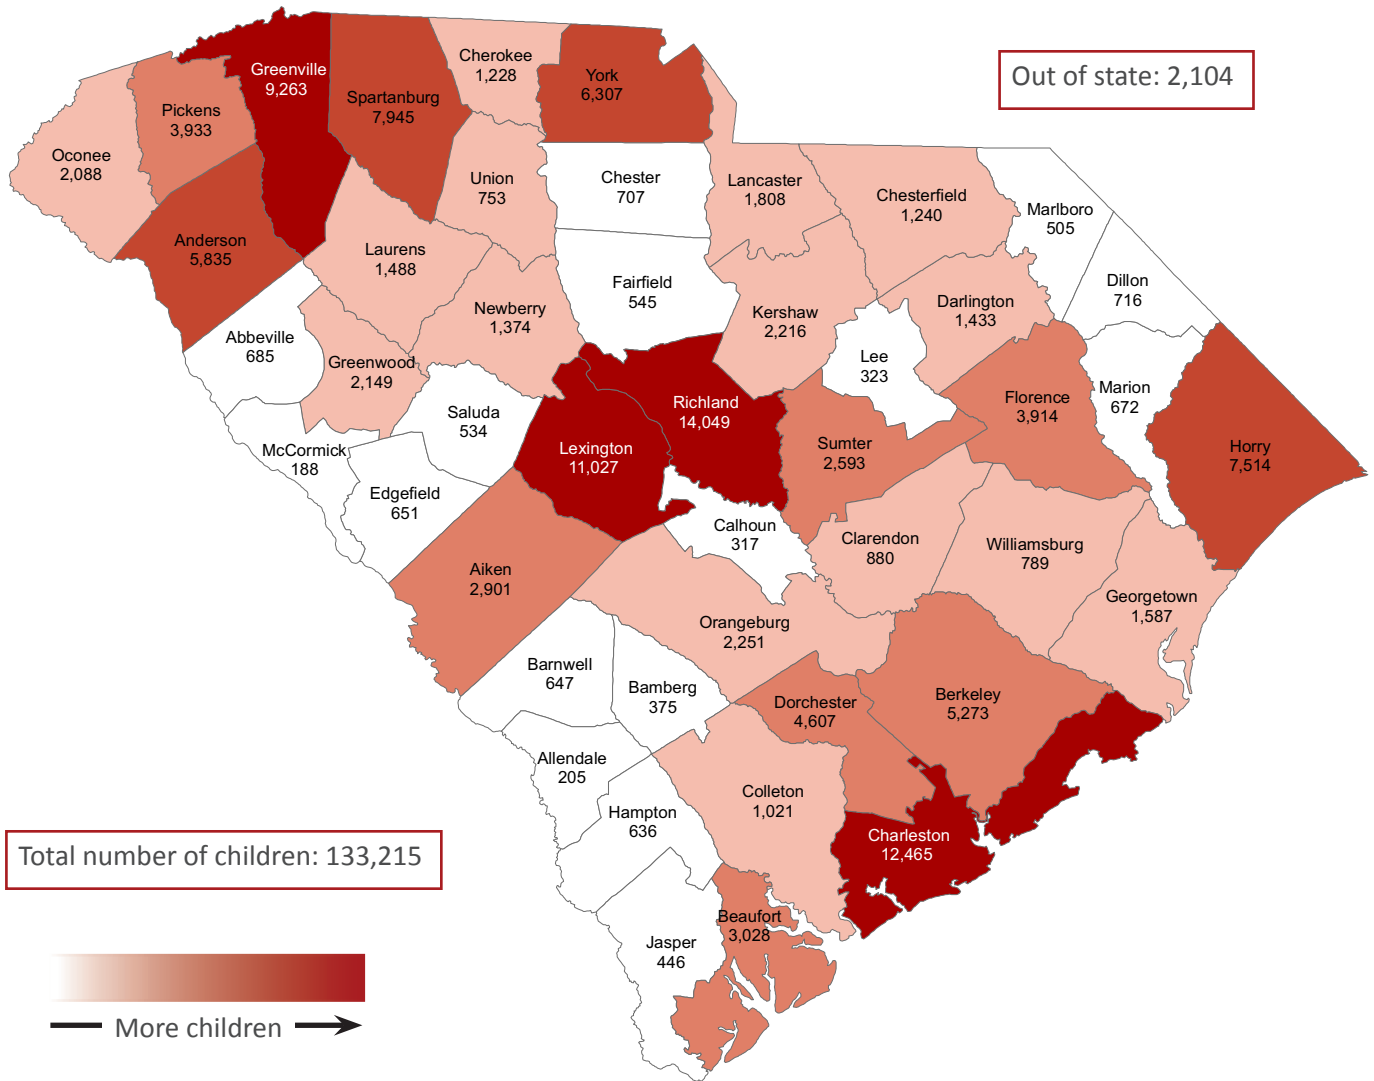 Cherokee
1,228
York
6,307
Out of state: 2,104
Greenville
9,263
Spartanburg
7,945
Pickens
3,933
Oconee
2,088
Union
753
Chester
707
Lancaster
1,808
Chesterfield
1,240
Marlboro
505
Anderson
5,835
Laurens
1,488
Fairfield
545
Dillon
716
Newberry
1,374
Kershaw
2,216
Darlington
1,433
Abbeville
685
Greenwood
2,149
Lee
323
Marion
672
Florence
3,914
Saluda
534
Richland
14,049
Sumter
2,593
Horry
7,514
McCormick
188
Lexington
11,027
Edgefield
651
Calhoun
317
Clarendon
880
Williamsburg
789
Aiken
2,901
Georgetown
1,587
Orangeburg
2,251
Barnwell
647
Bamberg
375
Dorchester
4,607
Berkeley
5,273
Allendale
205
Colleton
1,021
Hampton
636
Charleston
12,465
Total number of children: 133,215
Beaufort
3,028
Jasper
446
More children